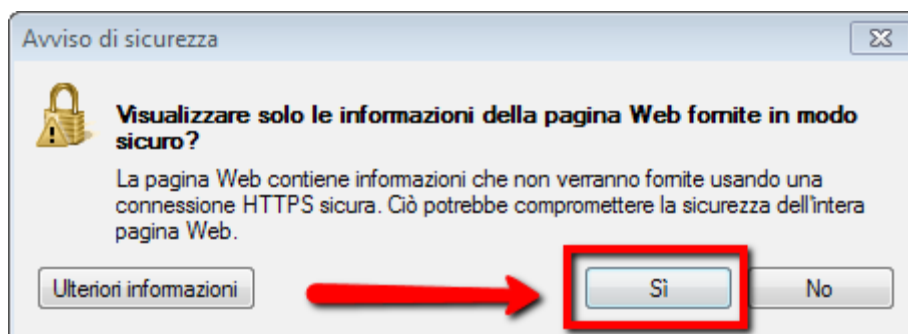 Avviso di sicurezza
Visualizzare solo le informazioni della pagina Web fornite in modo
sicuro?
La pagina Web contiene informazioni che non verranno fornite usando una
connessione HTTPS sicura. Ciò potrebbe compromettere la sicurezza dell'intera
pagina Web.
Ulteriori informazioni
Sì
No